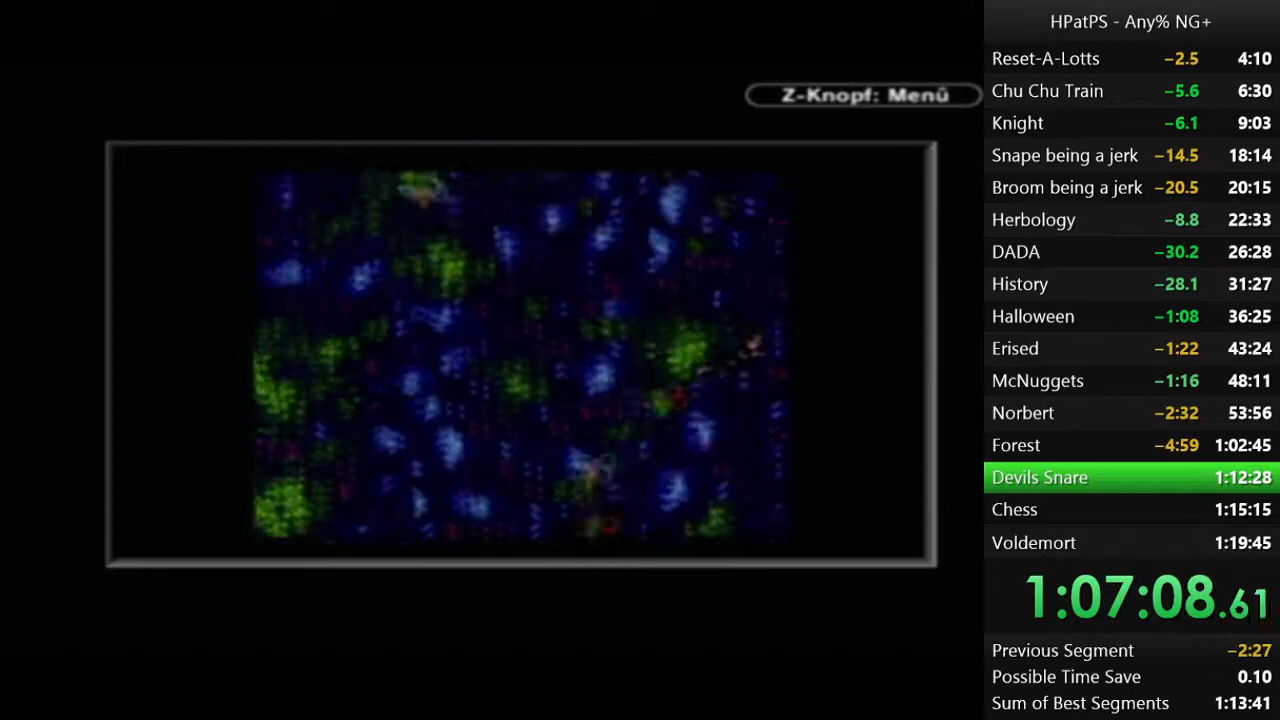 HPatPS - Any% NG+
Reset-A-Lotts -2.5 4:10
Z-Knopf: Menü
Chu Chu Train -5.6 6:30
Knight -6.1 9:03
Snape being a jerk -14.5 18:14
Broom being a jerk -20.5 20:15
Herbology -8.8 22:33
DADA -30.2 26:28
History -28.1 31:27
Halloween -1:08 36:25
Erised -1:22 43:24
McNuggets -1:16 48:11
Norbert -2:32 53:56
Forest -4:59 1:02:45
Devils Snare 1:12:28
Chess 1:15:15
Voldemort 1:19:45
1:07:08.61
Previous Segment -2:27
Possible Time Save 0.10
Sum of Best Segments 1:13:41